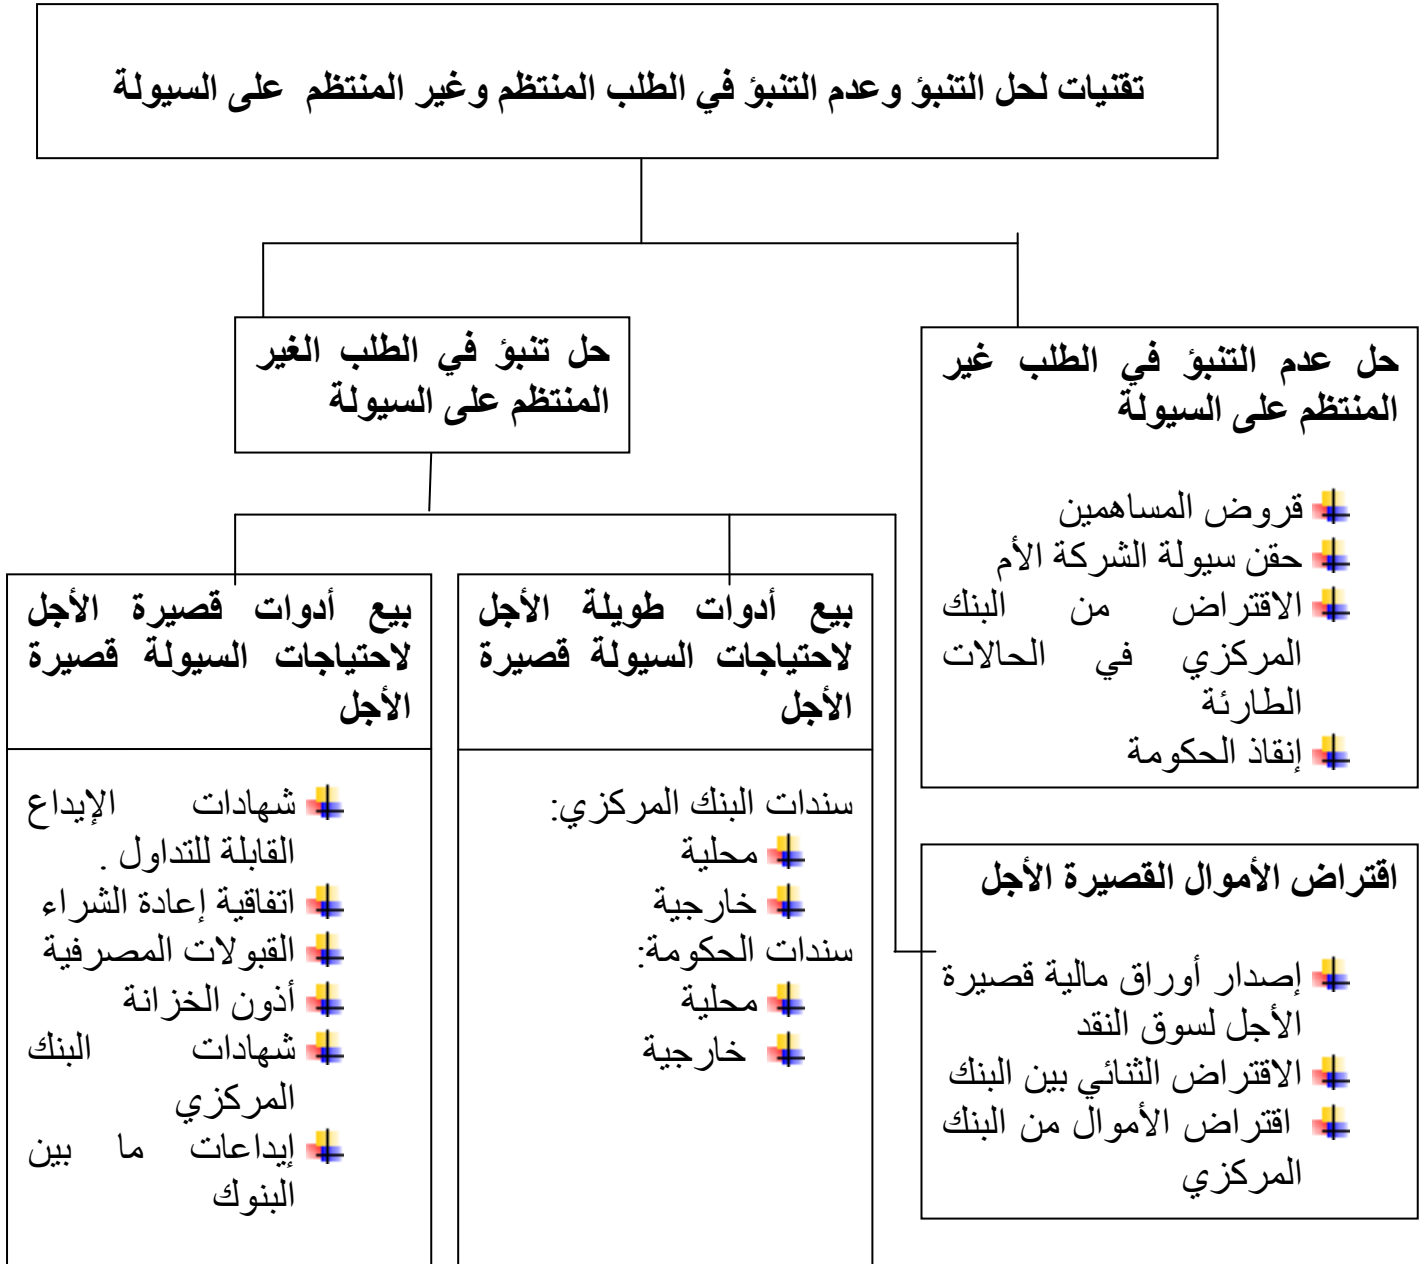 تقنيات لحل التنبؤ وعدم التنبؤ في الطلب المنتظم وغير المنتظم على السيولة
حل عدم التنبؤ في الطلب غير
المنتظم على السيولة
قروض المساهمين
حقن سيولة الشركة الأم
الاقتراض من البنك
المركزي في الحالات
الطارئة
إنقاذ الحكومة
حل تنبؤ في الطلب الغير
المنتظم على السيولة
اقتراض الأموال القصيرة الأجل
إصدار أوراق مالية قصيرة
الأجل لسوق النقد
الاقتراض الثنائي بين البنك
اقتراض الأموال من البنك
المركزي
بيع أدوات طويلة الأجل
لاحتياجات السيولة قصيرة
الأجل
سندات البنك المركزي:
محلية
خارجية
سندات الحكومة:
محلية
خارجية
بيع أدوات قصيرة الأجل
لاحتياجات السيولة قصيرة
الأجل
شهادات الإيداع
القابلة للتداول .
اتفاقية إعادة الشراء
القبولات المصرفية
أذون الخزانة
شهادات البنك
المركزي
إيداعات ما بين
البنوك